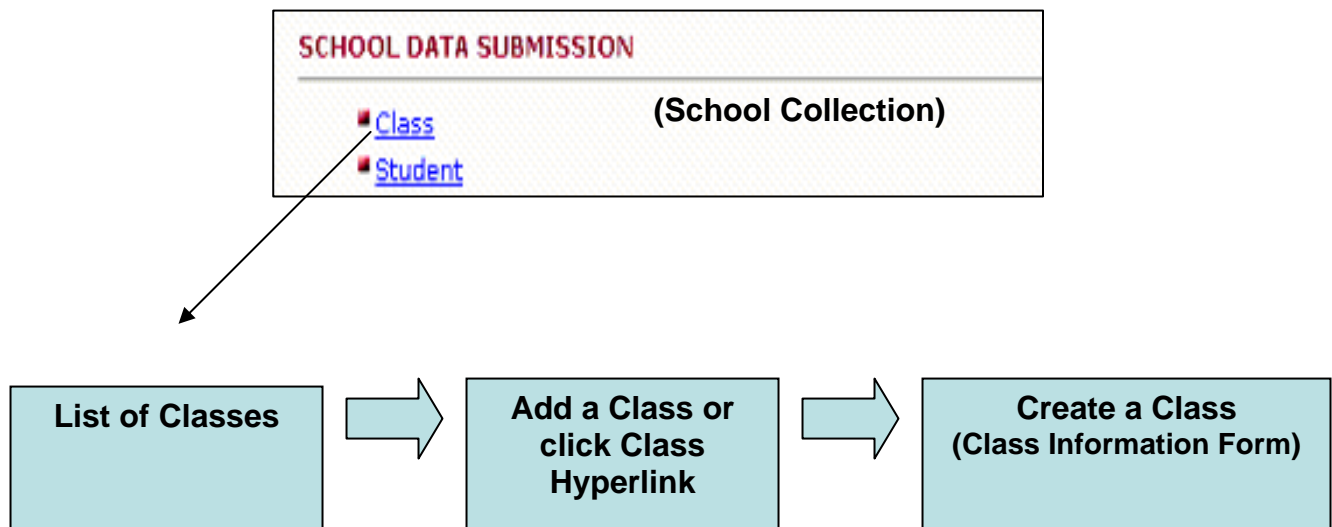 SCHOOL DATA SUBMISSION
(School Collection)
Class
Student
List of Classes
Add a Class or
click Class
Hyperlink
Create a Class
(Class Information Form)